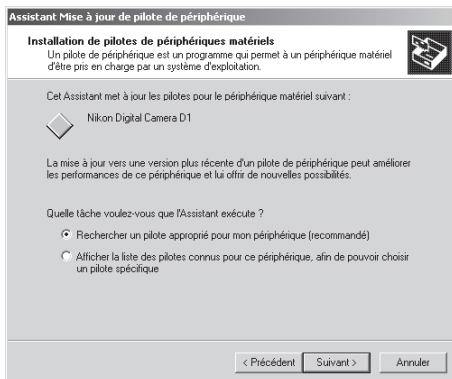 Assistant Mise à jour de pilote de périphérique
Installation de pilotes de périphériques matériels
Un pilote de périphérique est un programme qui permet à un périphérique matériel
d'être pris en charge par un système d'exploitation.
Cet Assistant met à jour les pilotes pour le périphérique matériel suivant :
Nikon Digital Camera D1
La mise à jour vers une version plus récente d'un pilote de périphérique peut améliorer
les performances de ce périphérique et lui offrir de nouvelles possibilités.
Quelle tâche voulez-vous que l'Assistant exécute ?
Rechercher un pilote approprié pour mon périphérique (recommandé)
Afficher la liste des pilotes connus pour ce périphérique, afin de pouvoir choisir
un pilote spécifique
< Précédent Suivant > Annuler